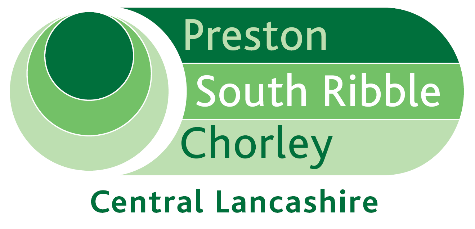 Preston
South Ribble
Chorley
Central Lancashire